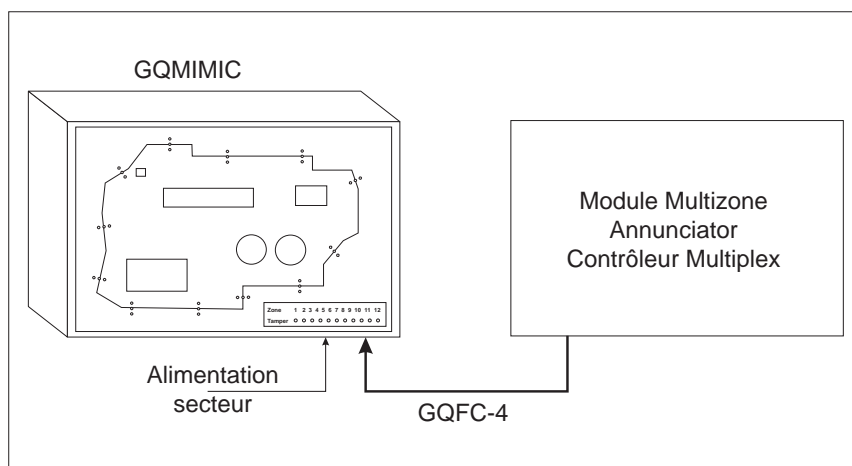 GQMIMIC
Module Multizone
Annunciator
Contrôleur Multiplex
Zone 1 2 3 4 5 6 7 8 9 10 11 12
Tamper
Alimentation
secteur
GQFC-4